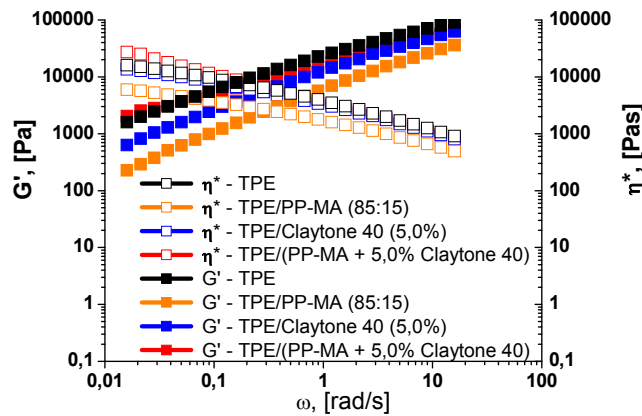 100000
10000
1000
100
10
1
0,1
G', [Pa]
100000
10000
1000
100
10
1
0,1
η*, [Pas]
η* - TPE
η* - TPE/PP-MA (85:15)
η* - TPE/Claytone 40 (5,0%)
η* - TPE/(PP-MA + 5,0% Claytone 40)
G' - TPE
G' - TPE/PP-MA (85:15)
G' - TPE/Claytone 40 (5,0%)
G' - TPE/(PP-MA + 5,0% Claytone 40)
0,01 0,1 1 10 100
ω, [rad/s]